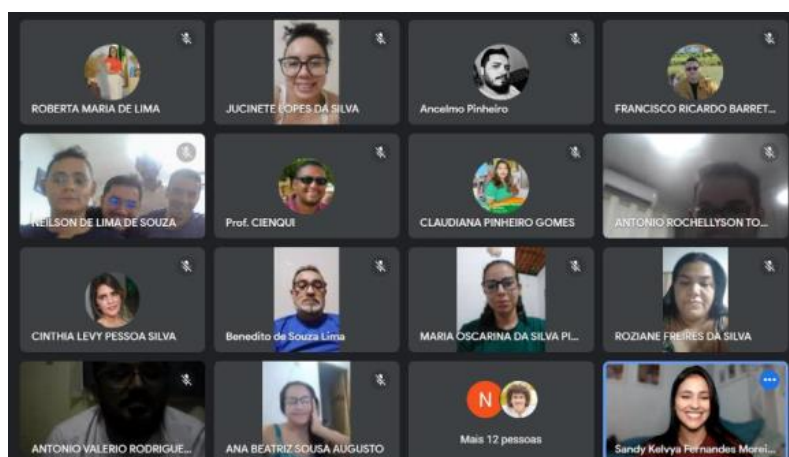 ROBERTA MARIA DE LIMA
JUCINETE LOPES DA SILVA
Ancelmo Pinheiro
FRANCISCO RICARDO BARRET...
NEILSON DE LIMA DE SOUZA
Prof. CIENQUI
CLAUDIANA PINHEIRO GOMES
ANTONIO ROCHELLYSON TO...
CINTHIA LEVY PESSOA SILVA
Benedito de Souza Lima
MARIA OSCARINA DA SILVA PI...
ROZIANE FREIRES DA SILVA
ANTONIO VALERIO RODRIGUE...
ANA BEATRIZ SOUSA AUGUSTO
N
Mais 12 pessoas
Sandy Kelvya Fernandes Morei...